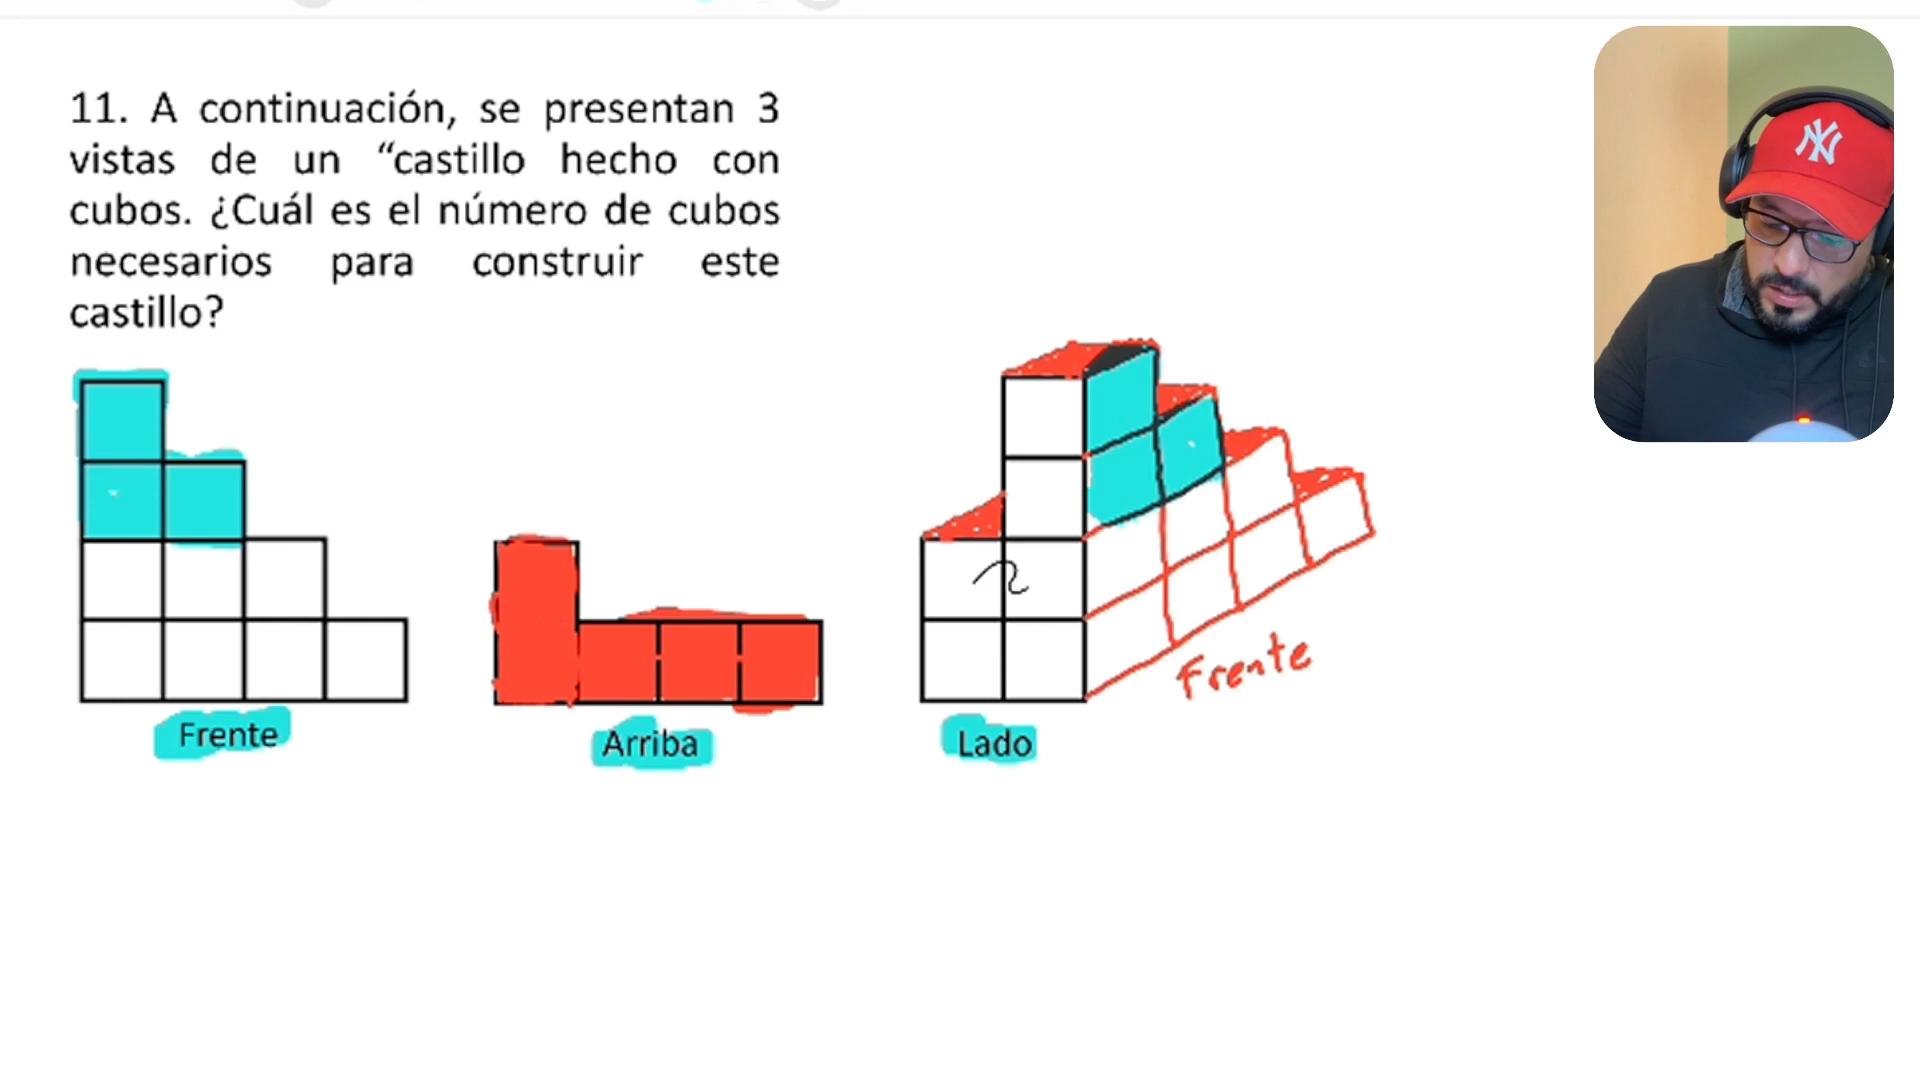 11. A continuación, se presentan 3
vistas de un “castillo hecho con
cubos. ¿Cuál es el número de cubos
necesarios para construir este
castillo?
2
Frente
Frente
Arriba
Lado
NY